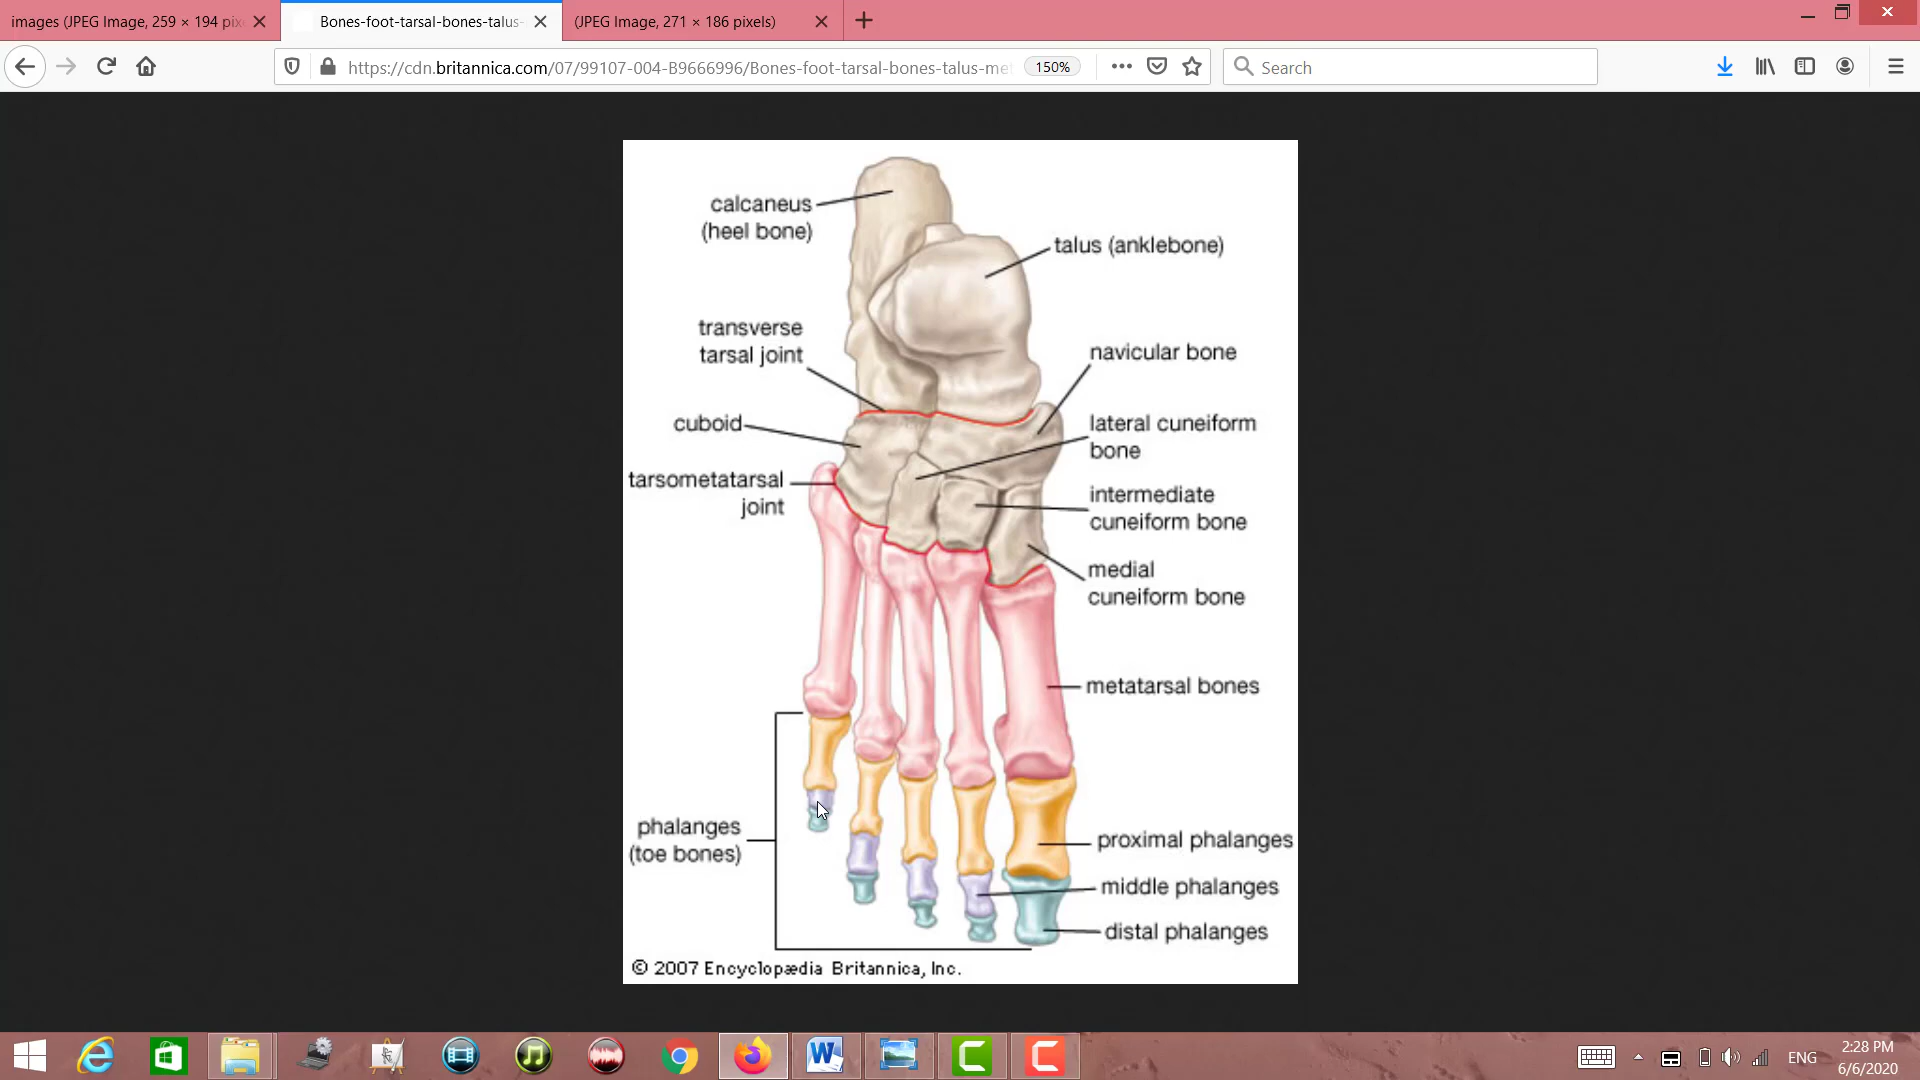 images (JPEG Image, 259 × 194 pix
Bones-foot-tarsal-bones-talus-
(JPEG Image, 271 × 186 pixels)
https://cdn.britannica.com/07/99107-004-B9666996/Bones-foot-tarsal-bones-talus-me
150%
Search
calcaneus
(heel bone)
talus (anklebone)
transverse
tarsal joint
navicular bone
cuboid
lateral cuneiform
bone
tarsometatarsal
joint
intermediate
cuneiform bone
medial
cuneiform bone
metatarsal bones
phalanges
(toe bones)
proximal phalanges
middle phalanges
distal phalanges
© 2007 Encyclopædia Britannica, Inc.
ENG
2:28 PM
6/6/2020